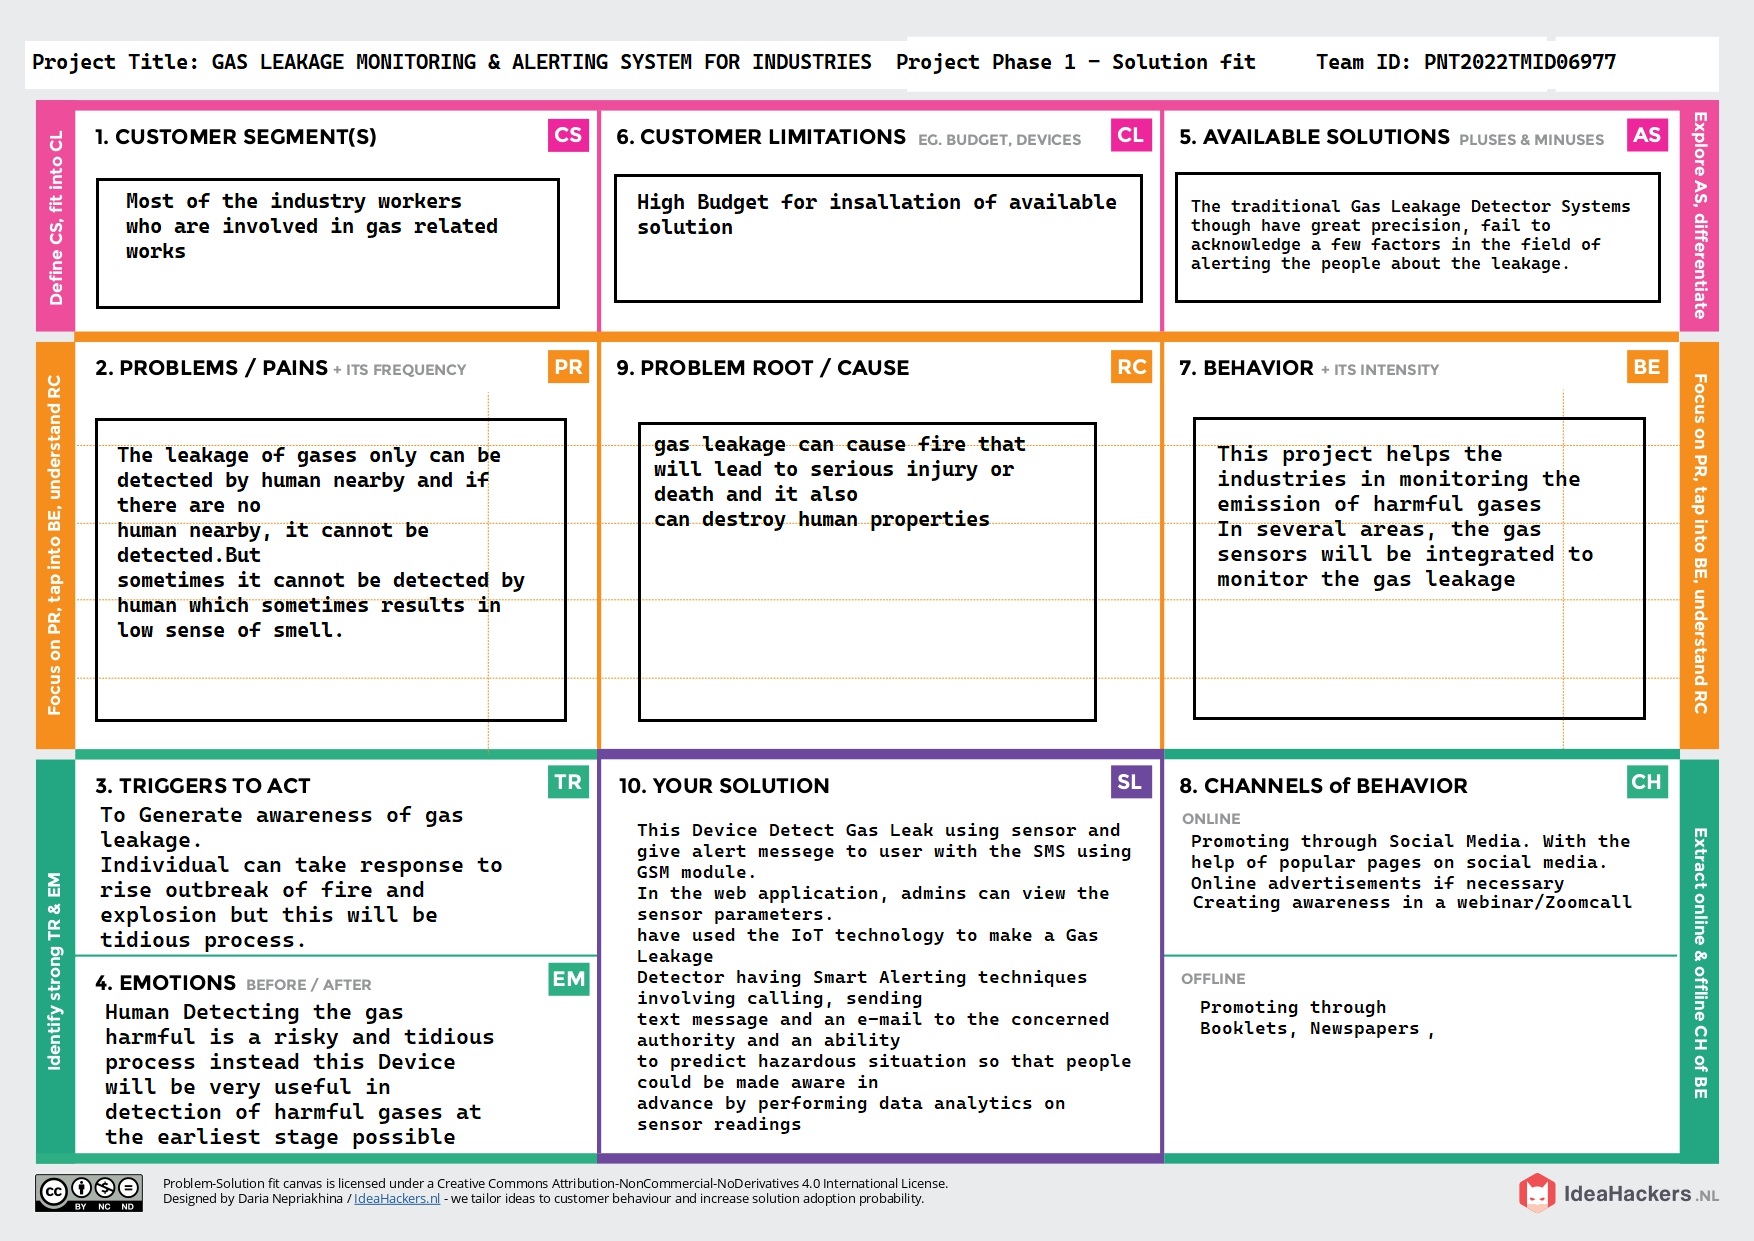 Project Title: GAS LEAKAGE MONITORING & ALERTING SYSTEM FOR INDUSTRIES  Project Phase 1 – Solution fit     Team ID: PNT2022TMID06977
Define CS, fit into CL
1. CUSTOMER SEGMENT(S) CS
Most of the industry workers
who are involved in gas related
works
6. CUSTOMER LIMITATIONS EG. BUDGET, DEVICES CL
High Budget for insallation of available
solution
5. AVAILABLE SOLUTIONS PLUSES & MINUSES AS
The traditional Gas Leakage Detector Systems
though have great precision, fail to
acknowledge a few factors in the field of
alerting the people about the leakage.
Explore AS, differentiate
Focus on PR, tap into BE, understand RC
2. PROBLEMS / PAINS + ITS FREQUENCY PR
The leakage of gases only can be
detected by human nearby and if
there are no
human nearby, it cannot be
detected.But
sometimes it cannot be detected by
human which sometimes results in
low sense of smell.
9. PROBLEM ROOT / CAUSE RC
gas leakage can cause fire that
will lead to serious injury or
death and it also
can destroy human properties
7. BEHAVIOR + ITS INTENSITY BE
This project helps the
industries in monitoring the
emission of harmful gases
In several areas, the gas
sensors will be integrated to
monitor the gas leakage
Focus on PR, tap into BE, understand RC
Identify strong TR & EM
3. TRIGGERS TO ACT TR
To Generate awareness of gas
leakage.
Individual can take response to
rise outbreak of fire and
explosion but this will be
tidious process.
4. EMOTIONS BEFORE / AFTER EM
Human Detecting the gas
harmful is a risky and tidious
process instead this Device
will be very useful in
detection of harmful gases at
the earliest stage possible
10. YOUR SOLUTION SL
This Device Detect Gas Leak using sensor and
give alert messege to user with the SMS using
GSM module.
In the web application, admins can view the
sensor parameters.
have used the IoT technology to make a Gas
Leakage
Detector having Smart Alerting techniques
involving calling, sending
text message and an e-mail to the concerned
authority and an ability
to predict hazardous situation so that people
could be made aware in
advance by performing data analytics on
sensor readings
8. CHANNELS of BEHAVIOR CH
ONLINE
Promoting through Social Media. With the
help of popular pages on social media.
Online advertisements if necessary
Creating awareness in a webinar/Zoomcall
OFFLINE
Promoting through
Booklets, Newspapers ,
Extract online & offline CH of BE
cc BY NC ND
Problem-Solution fit canvas is licensed under a Creative Commons Attribution-NonCommercial-NoDerivatives 4.0 International License.
Designed by Daria Nepriakhina / IdeaHackers.nl - we tailor ideas to customer behaviour and increase solution adoption probability.
IdeaHackers.NL